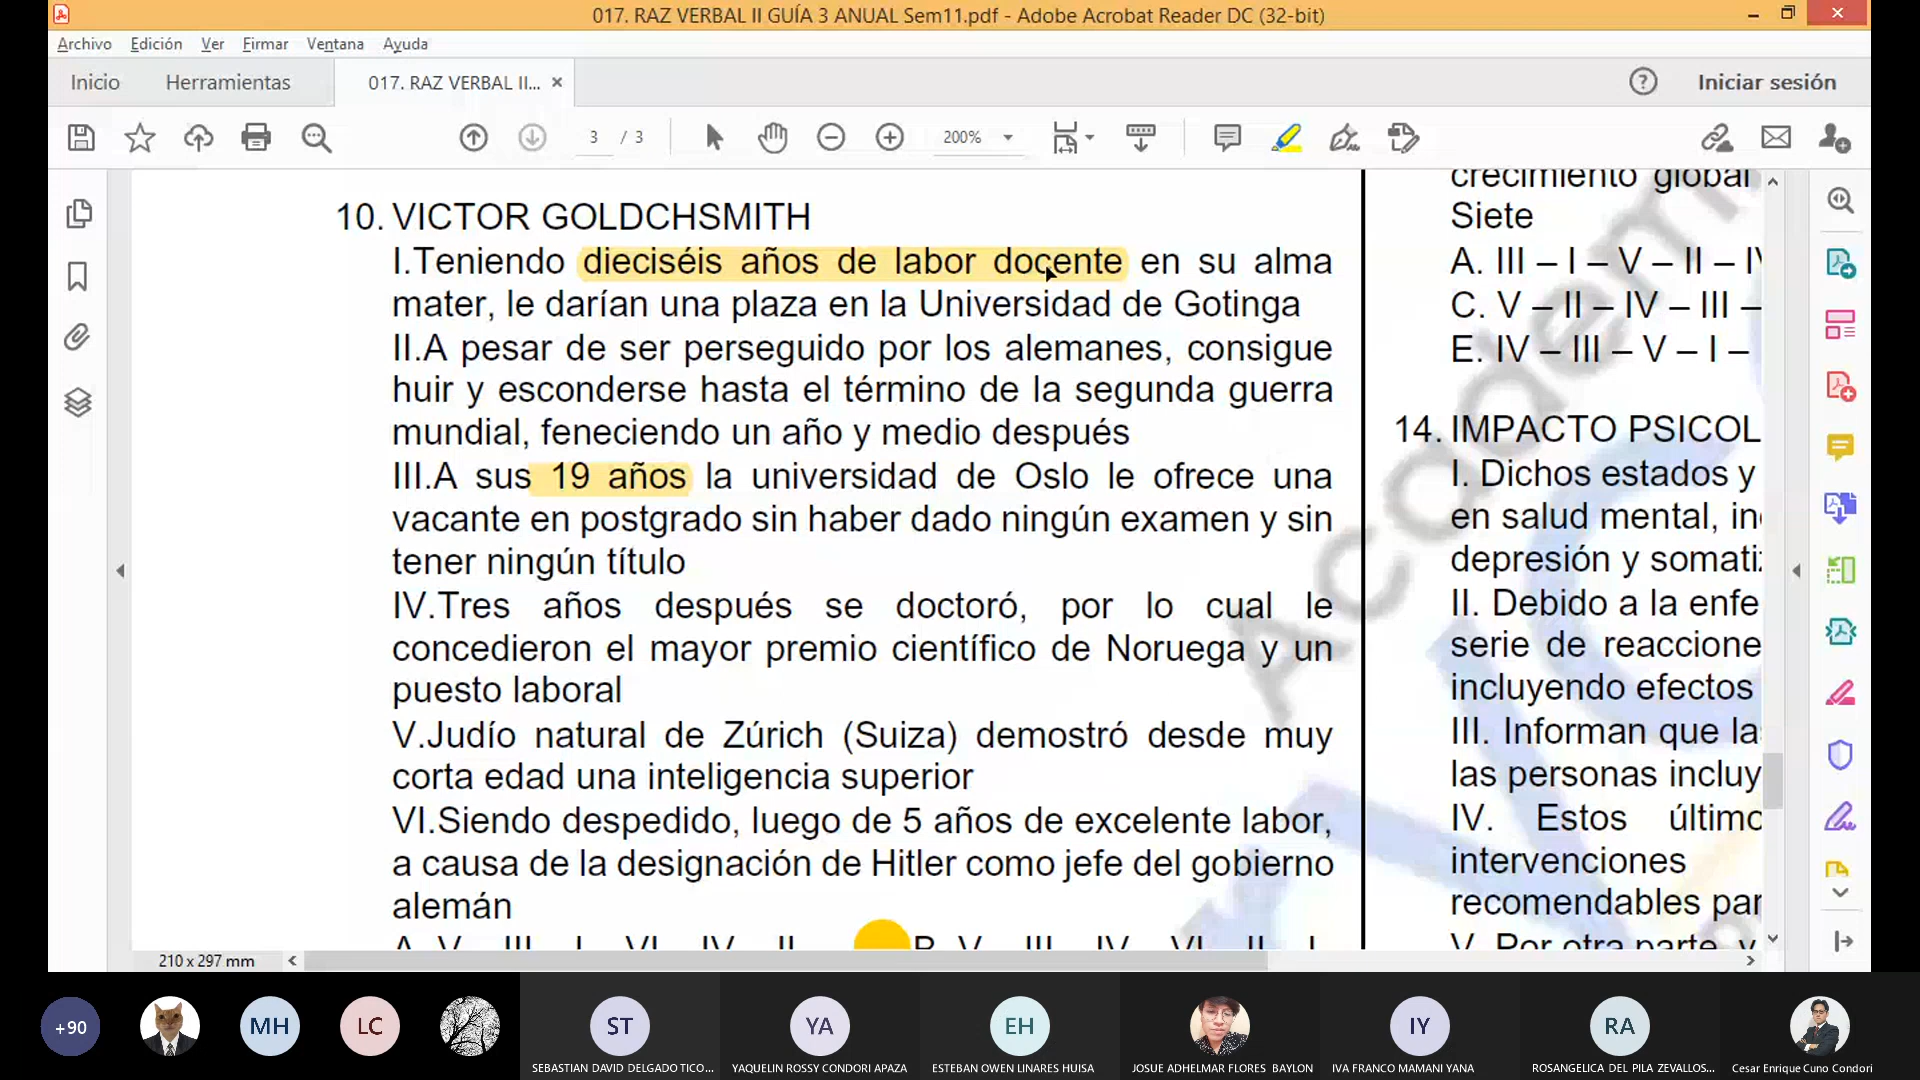 017. RAZ VERBAL II GUÍA 3 ANUAL Sem11.pdf - Adobe Acrobat Reader DC (32-bit)
Archivo Edición Ver Firmar Ventana Ayuda
Inicio Herramientas 017. RAZ VERBAL II... × Iniciar sesión
3 / 3 200%
10. VICTOR GOLDCHSMITH
I.Teniendo dieciséis años de labor docente en su alma
mater, le darían una plaza en la Universidad de Gotinga
II.A pesar de ser perseguido por los alemanes, consigue
huir y esconderse hasta el término de la segunda guerra
mundial, feneciendo un año y medio después
III.A sus 19 años la universidad de Oslo le ofrece una
vacante en postgrado sin haber dado ningún examen y sin
tener ningún título
IV.Tres años después se doctoró, por lo cual le
concedieron el mayor premio científico de Noruega y un
puesto laboral
V.Judío natural de Zúrich (Suiza) demostró desde muy
corta edad una inteligencia superior
VI.Siendo despedido, luego de 5 años de excelente labor,
a causa de la designación de Hitler como jefe del gobierno
alemán
crecimiento global
Siete
A. III – I – V – II – IV
C. V – II – IV – III –
E. IV – III – V – I –
14. IMPACTO PSICOL
I. Dichos estados y
en salud mental, in
depresión y somati
II. Debido a la enfe
serie de reaccione
incluyendo efectos
III. Informan que la
las personas incluy
IV. Estos último
intervenciones
recomendables par
V. Por otra parte, y
Academi
210 x 297 mm
+90 MH LC ST YA EH IY RA
SEBASTIAN DAVID DELGADO TICO... YAQUELIN ROSSY CONDORI APAZA ESTEBAN OWEN LINARES HUISA JOSUE ADHELMAR FLORES BAYLON IVA FRANCO MAMANI YANA ROSANGELICA DEL PILA ZEVALLOS... Cesar Enrique Cuno Condori